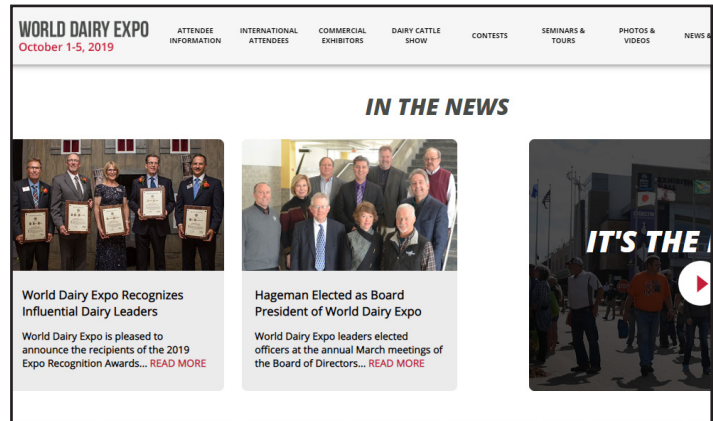 WORLD DAIRY EXPO
October 1-5, 2019
ATTENDEE
INFORMATION
INTERNATIONAL
ATTENDEES
COMMERCIAL
EXHIBITORS
DAIRY CATTLE
SHOW
CONTESTS
SEMINARS &
TOURS
PHOTOS &
VIDEOS
NEWS &
IN THE NEWS
IT'S THE
World Dairy Expo Recognizes
Influential Dairy Leaders
World Dairy Expo is pleased to
announce the recipients of the 2019
Expo Recognition Awards... READ MORE
Hageman Elected as Board
President of World Dairy Expo
World Dairy Expo leaders elected
officers at the annual March meetings of
the Board of Directors... READ MORE